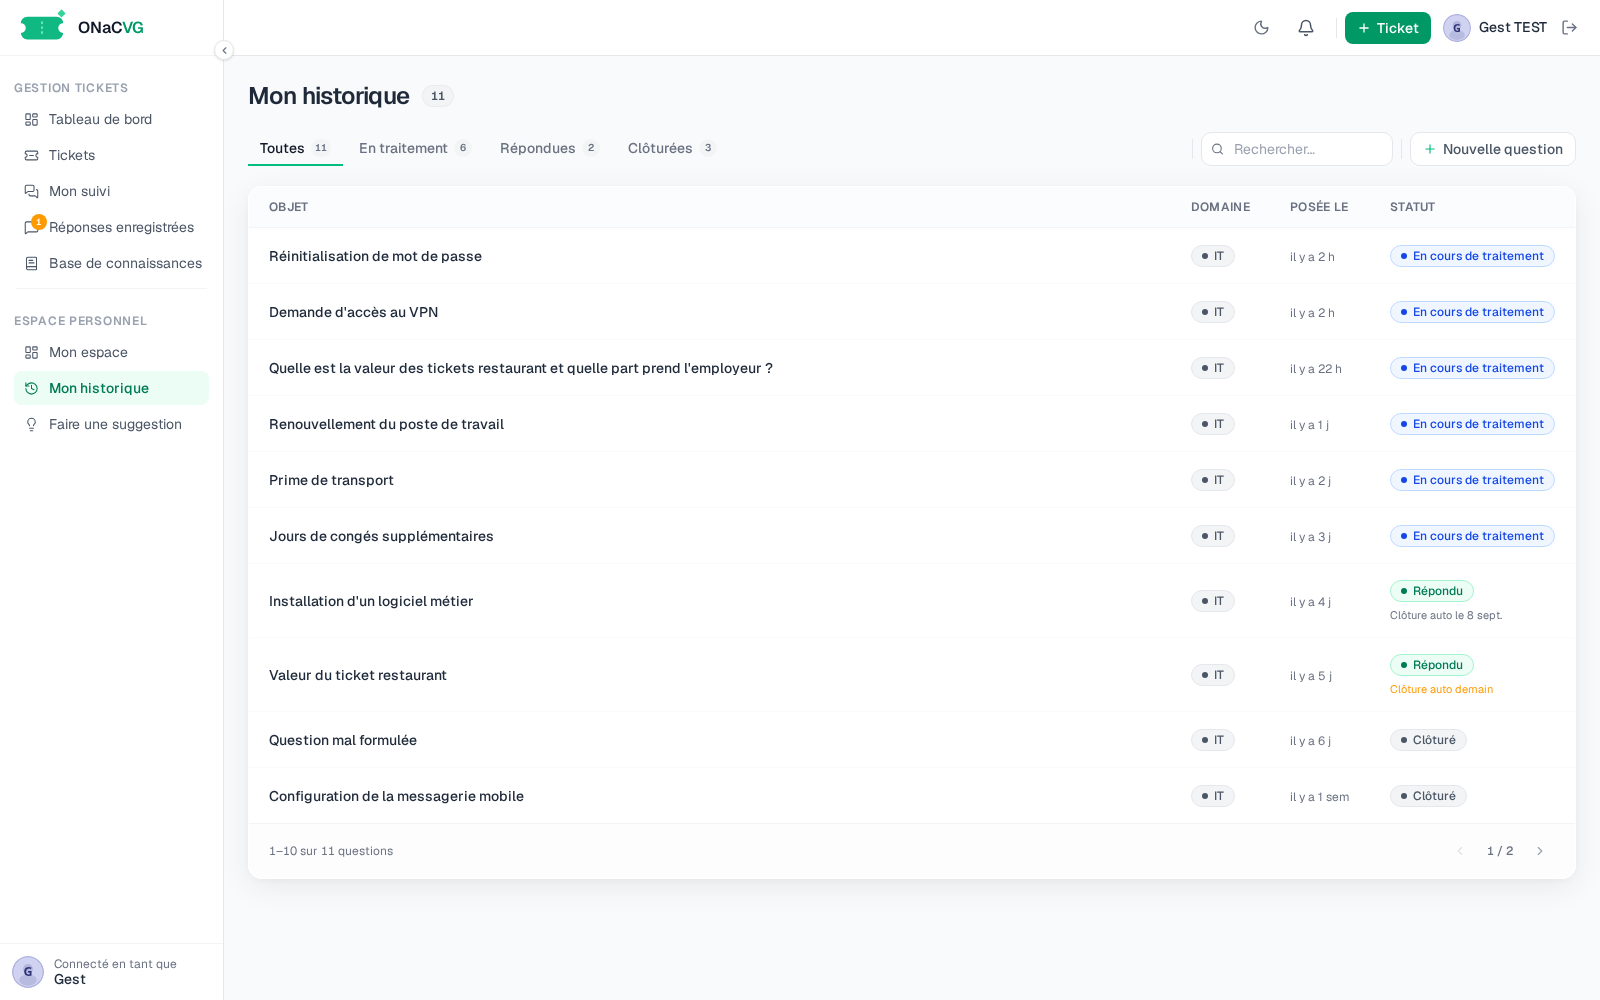 ONaCVG
+ Ticket
G
Gest TEST
GESTION TICKETS
Tableau de bord
Tickets
Mon suivi
1
Réponses enregistrées
Base de connaissances
ESPACE PERSONNEL
Mon espace
Mon historique
Faire une suggestion
G
Connecté en tant que
Gest
Mon historique 11
Toutes 11 En traitement 6 Répondues 2 Clôturées 3
Rechercher...
+ Nouvelle question
OBJET DOMAINE POSÉE LE STATUT
Réinitialisation de mot de passe IT il y a 2 h En cours de traitement
Demande d'accès au VPN IT il y a 2 h En cours de traitement
Quelle est la valeur des tickets restaurant et quelle part prend l'employeur ? IT il y a 22 h En cours de traitement
Renouvellement du poste de travail IT il y a 1 j En cours de traitement
Prime de transport IT il y a 2 j En cours de traitement
Jours de congés supplémentaires IT il y a 3 j En cours de traitement
Installation d'un logiciel métier IT il y a 4 j Répondu
Clôture auto le 8 sept.
Valeur du ticket restaurant IT il y a 5 j Répondu
Clôture auto demain
Question mal formulée IT il y a 6 j Clôturé
Configuration de la messagerie mobile IT il y a 1 sem Clôturé
1–10 sur 11 questions 1 / 2